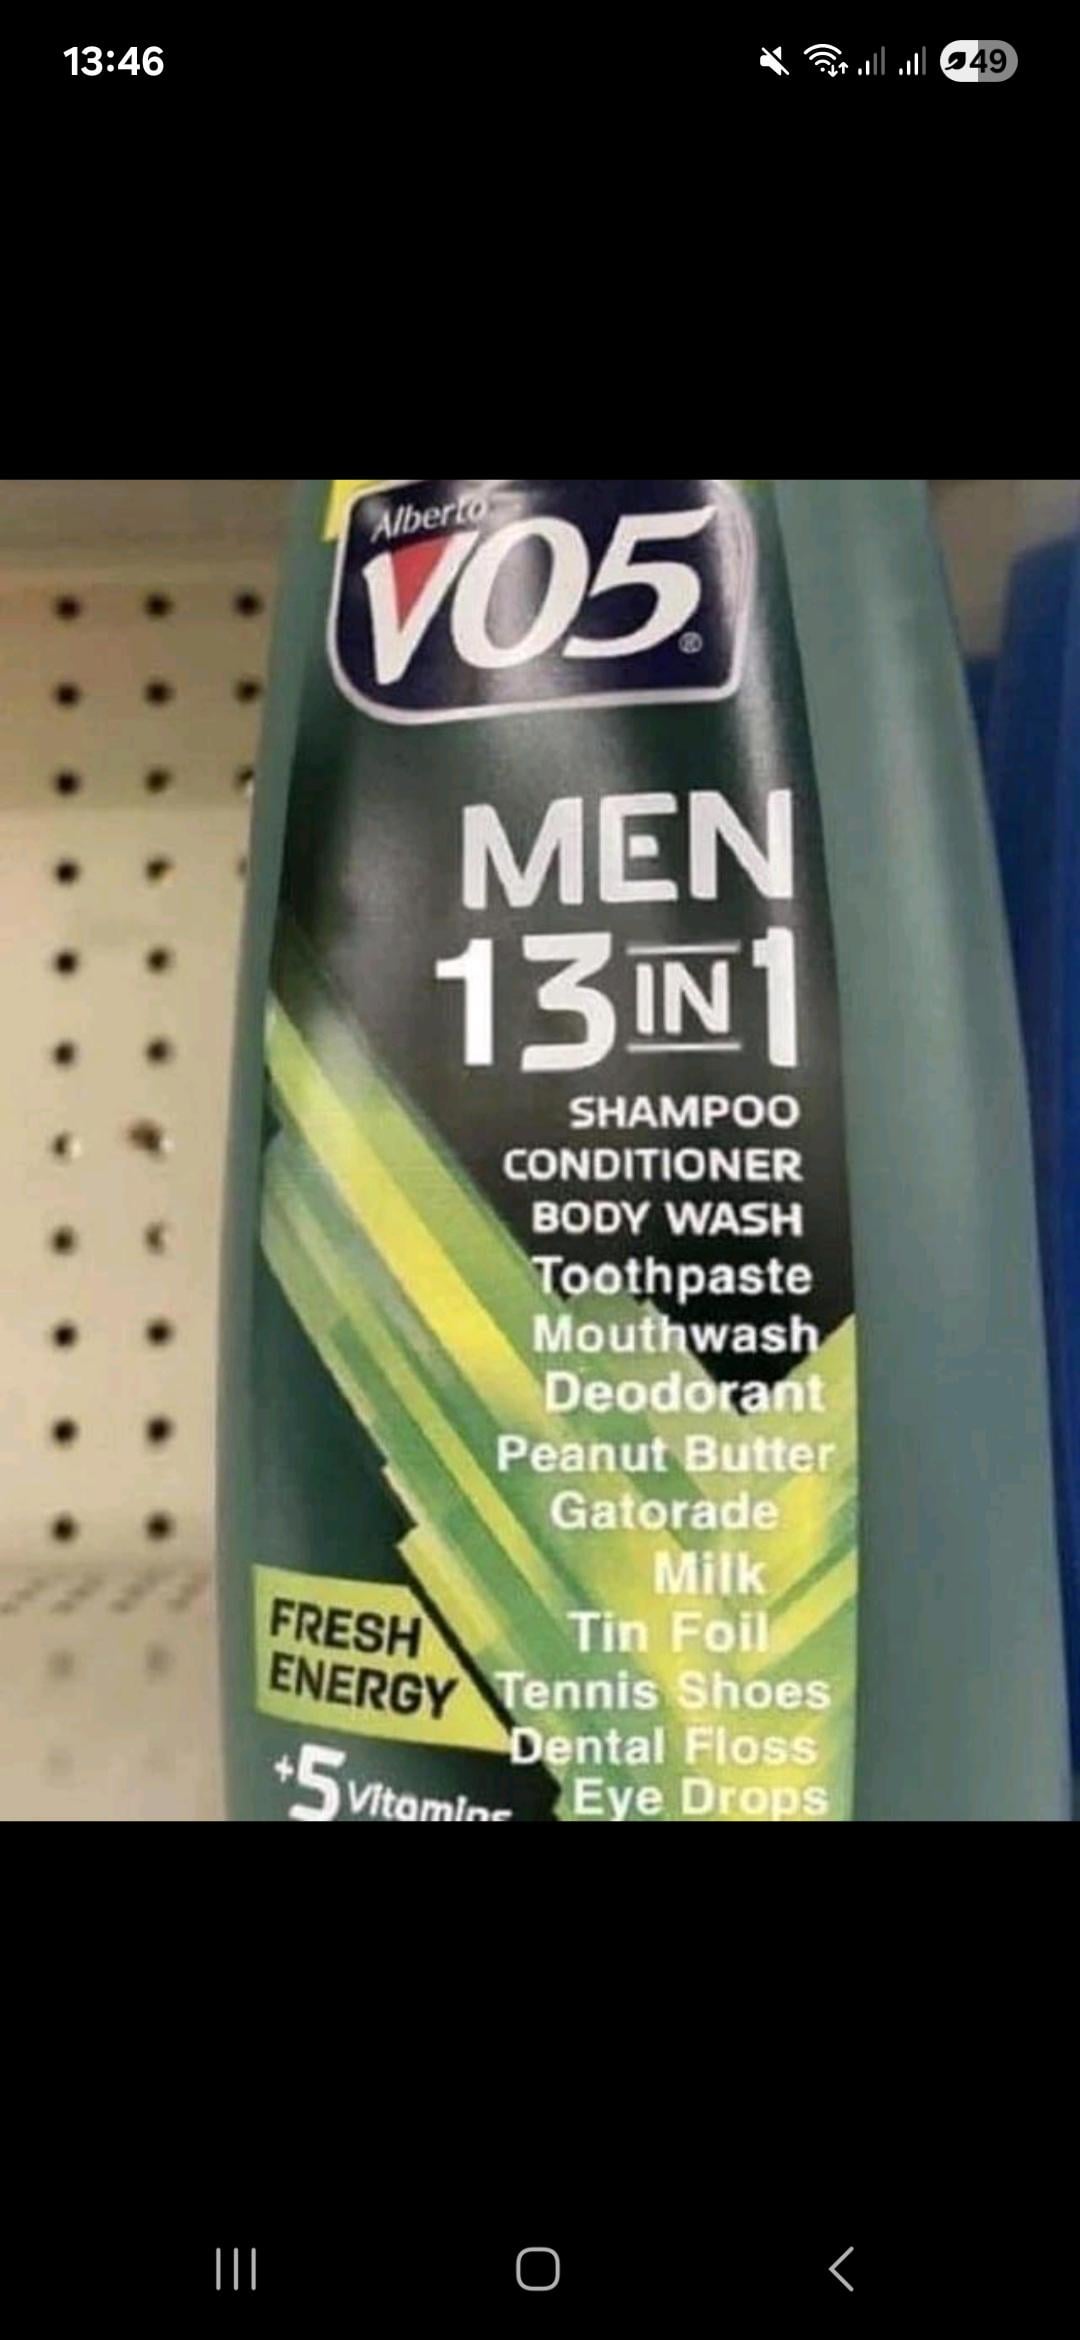 13:46
49
Alberto
VO5®
MEN
13 IN 1
SHAMPOO
CONDITIONER
BODY WASH
Toothpaste
Mouthwash
Deodorant
Peanut Butter
Gatorade
Milk
Tin Foil
Tennis Shoes
Dental Floss
Eye Drops
FRESH
ENERGY
+5 Vitamins